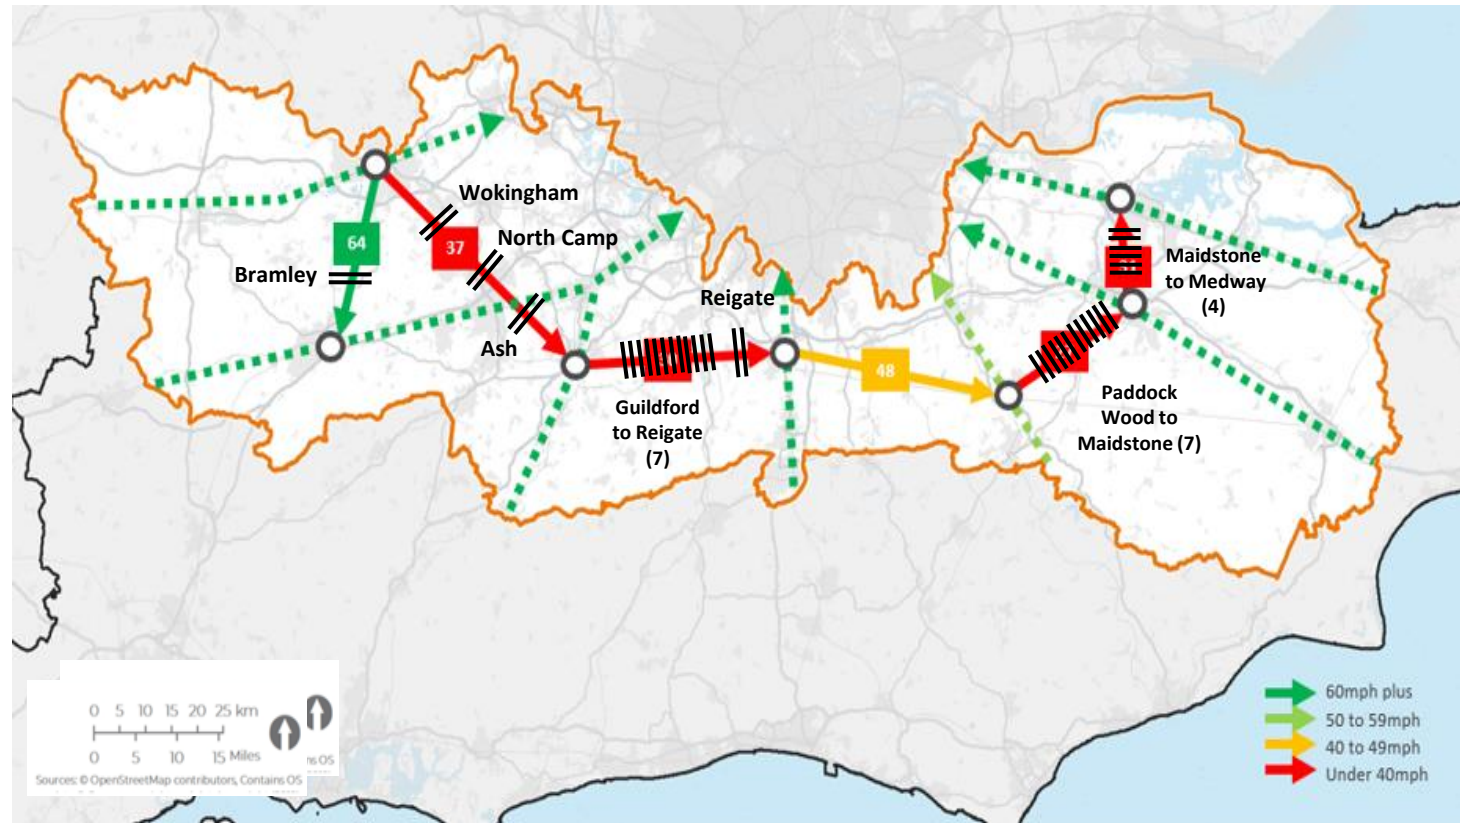 Wokingham
64
37
North Camp
Bramley
Maidstone
to Medway
(4)
Reigate
Ash
48
Guildford
to Reigate
(7)
Paddock
Wood to
Maidstone (7)
0 5 10 15 20 25 km
0 5 10 15 Miles
Sources: © OpenStreetMap contributors, Contains OS
ns OS
60mph plus
50 to 59mph
40 to 49mph
Under 40mph